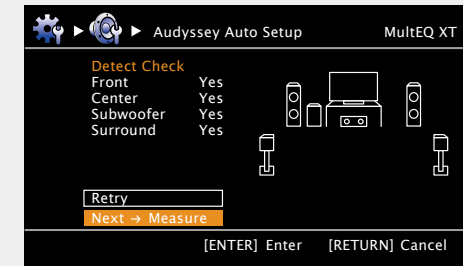 Audyssey Auto Setup MultEQ XT
Detect Check
Front Yes
Center Yes
Subwoofer Yes
Surround Yes
Retry
Next → Measure
[ENTER] Enter [RETURN] Cancel